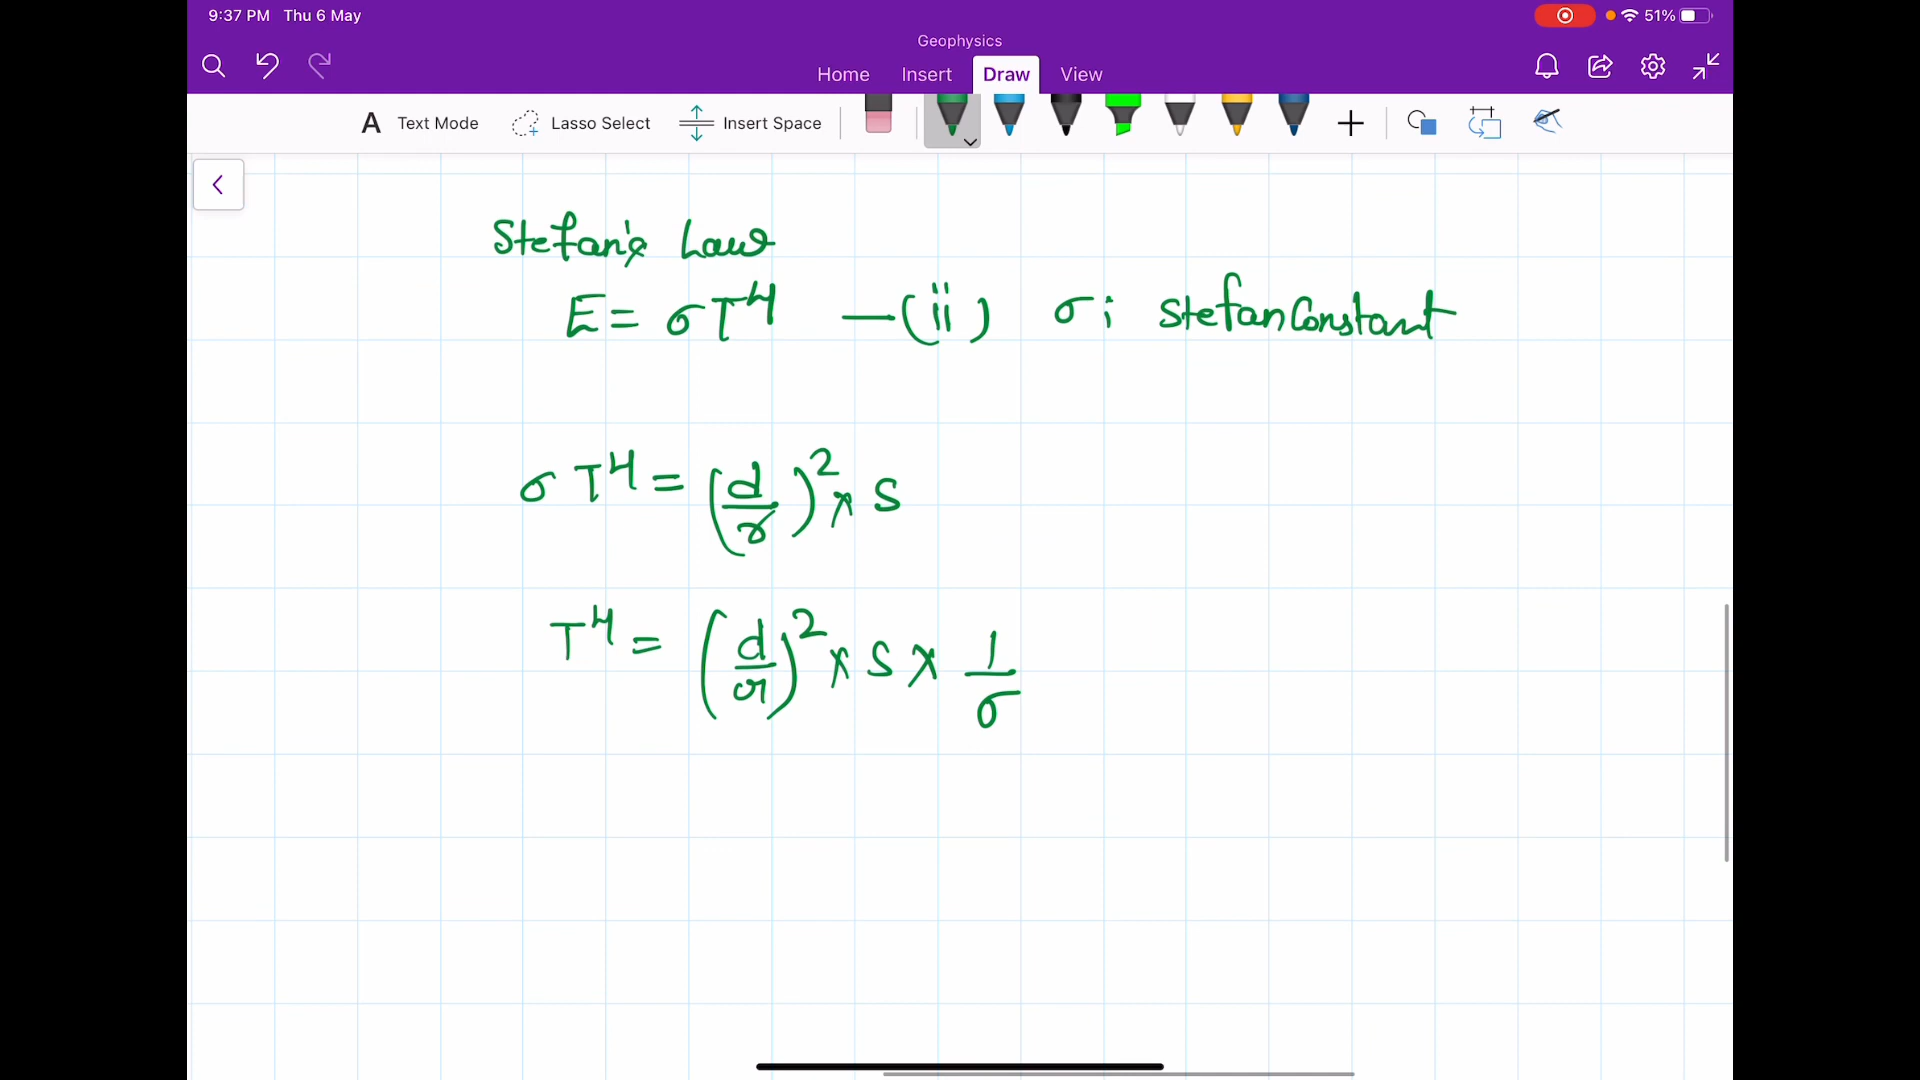 9:37 PM Thu 6 May 51%
Geophysics
Home Insert Draw View
A Text Mode Lasso Select Insert Space
Stefan's Law
E = σT⁴ —(ii) σ: Stefan Constant
σT⁴ = (d/r)² × S
T⁴ = (d/r)² × S × 1/σ